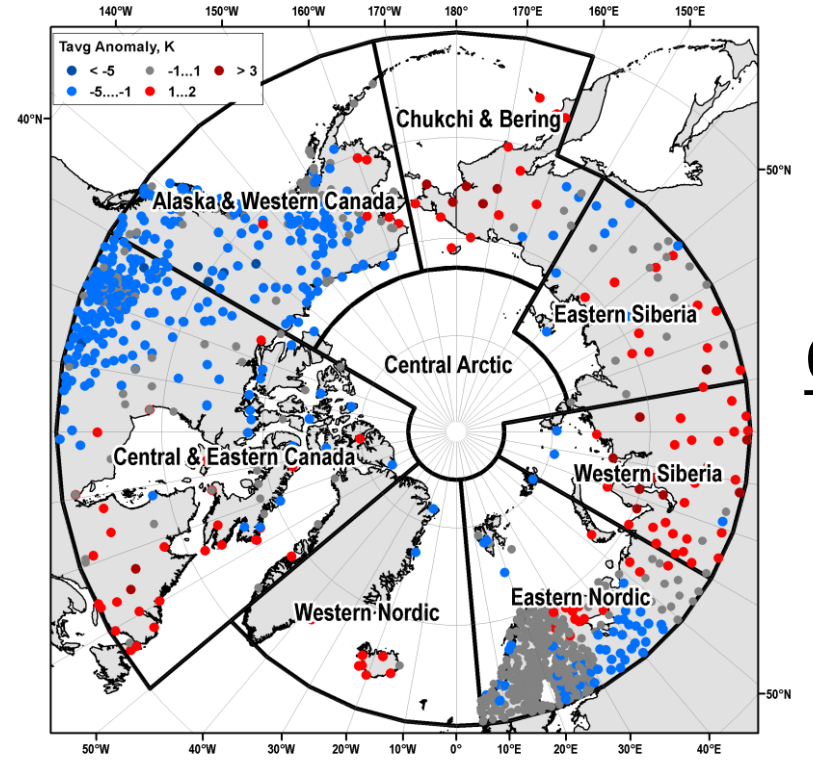 140°W 150°W 160°W 170°W 180° 170°E 160°E 150°E
Tavg Anomaly, K
< -5 -1...1 > 3
-5....-1 1...2
40°N
50°N
Chukchi & Bering
Alaska & Western Canada
Eastern Siberia
Central Arctic
Central & Eastern Canada
Western Siberia
Eastern Nordic
Western Nordic
50°N
50°W 40°W 30°W 20°W 10°W 0° 10°E 20°E 30°E 40°E